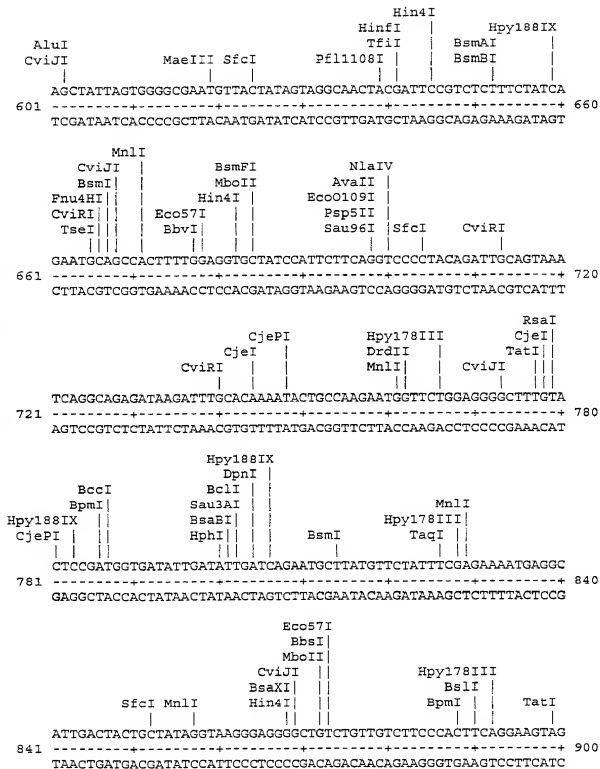 Hin4I
HinfI Hpy188IX
AluI TfiI BsmAI
CviJI MaeIII SfcI Pfl1108I BsmBI
AGCTATTAGTGGGGCGAATGTTACTATAGTAGGCAACTACGATTCCGTCTCTTTCTATCA
601 ---------+---------+---------+---------+---------+---------+ 660
TCGATAATCACCCCGCTTACAATGATATCATCCGTTGATGCTAAGGCAGAGAAAGATAGT
MnlI
CviJI BsmFI NlaIV
BsmI MboII AvaII
Fnu4HI Hin4I EcoO109I
CviRI Eco57I Psp5II
TseI BbvI Sau96I SfcI CviRI
GAATGCAGCCACTTTTGGAGGTGCTATCCATTCTTCAGGTCCCCTACAGATTGCAGTAAA
661 ---------+---------+---------+---------+---------+---------+ 720
CTTACGTCGGTGAAAACCTCCACGATAGGTAAGAAGTCCAGGGGATGTCTAACGTCATTT
RsaI
CjePI Hpy178III CjeI
CjeI DrdII TatI
CviRI MnlI CviJI
TCAGGCAGAGATAAGATTTGCACAAAATACTGCCAAGAATGGTTCTGGAGGGGCTTTGTA
721 ---------+---------+---------+---------+---------+---------+ 780
AGTCCGTCTCTATTCTAAACGTGTTTTATGACGGTTCTTACCAAGACCTCCCCGAAACAT
Hpy188IX
DpnI
BccI BclI
BpmI Sau3AI MnlI
Hpy188IX BsaBI Hpy178III
CjePI HphI BsmI TaqI
CTCCGATGGTGATATTGATATTGATCAGAATGCTTATGTTCTATTTCGAGAAAATGAGGC
781 ---------+---------+---------+---------+---------+---------+ 840
GAGGCTACCACTATAACTATAACTAGTCTTACGAATACAAGATAAAGCTCTTTTACTCCG
Eco57I
BbsI
MboII
CviJI Hpy178III
BsaXI BslI
SfcI MnlI Hin4I BpmI TatI
ATTGACTACTGCTATAGGTAAGGGAGGGGCTGTCTGTTGTCTTCCCACTTCAGGAAGTAG
841 ---------+---------+---------+---------+---------+---------+ 900
TAACTGATGACGATATCCATTCCCTCCCCGACAGACAACAGAAGGGTGAAGTCCTTCATC